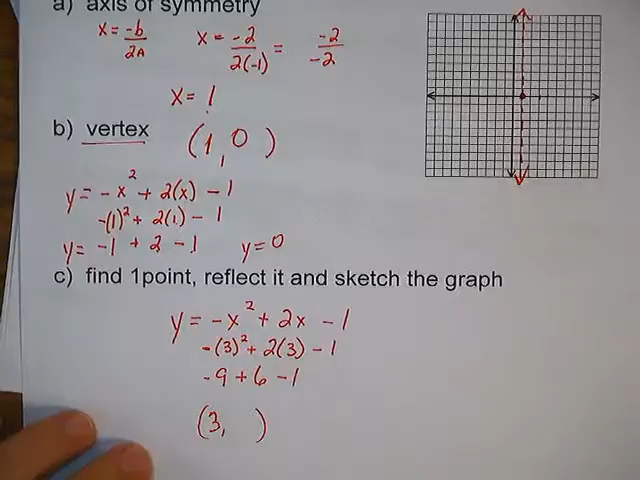 a) axis of symmetry
x = -b/2A   x = -2/2(-1) = -2/-2
x = 1
b) vertex (1, 0)
y = -x² + 2(x) - 1
-(1)² + 2(1) - 1
y = -1 + 2 - 1   y = 0
c) find 1point, reflect it and sketch the graph
y = -x² + 2x - 1
-(3)² + 2(3) - 1
-9 + 6 - 1
(3, )